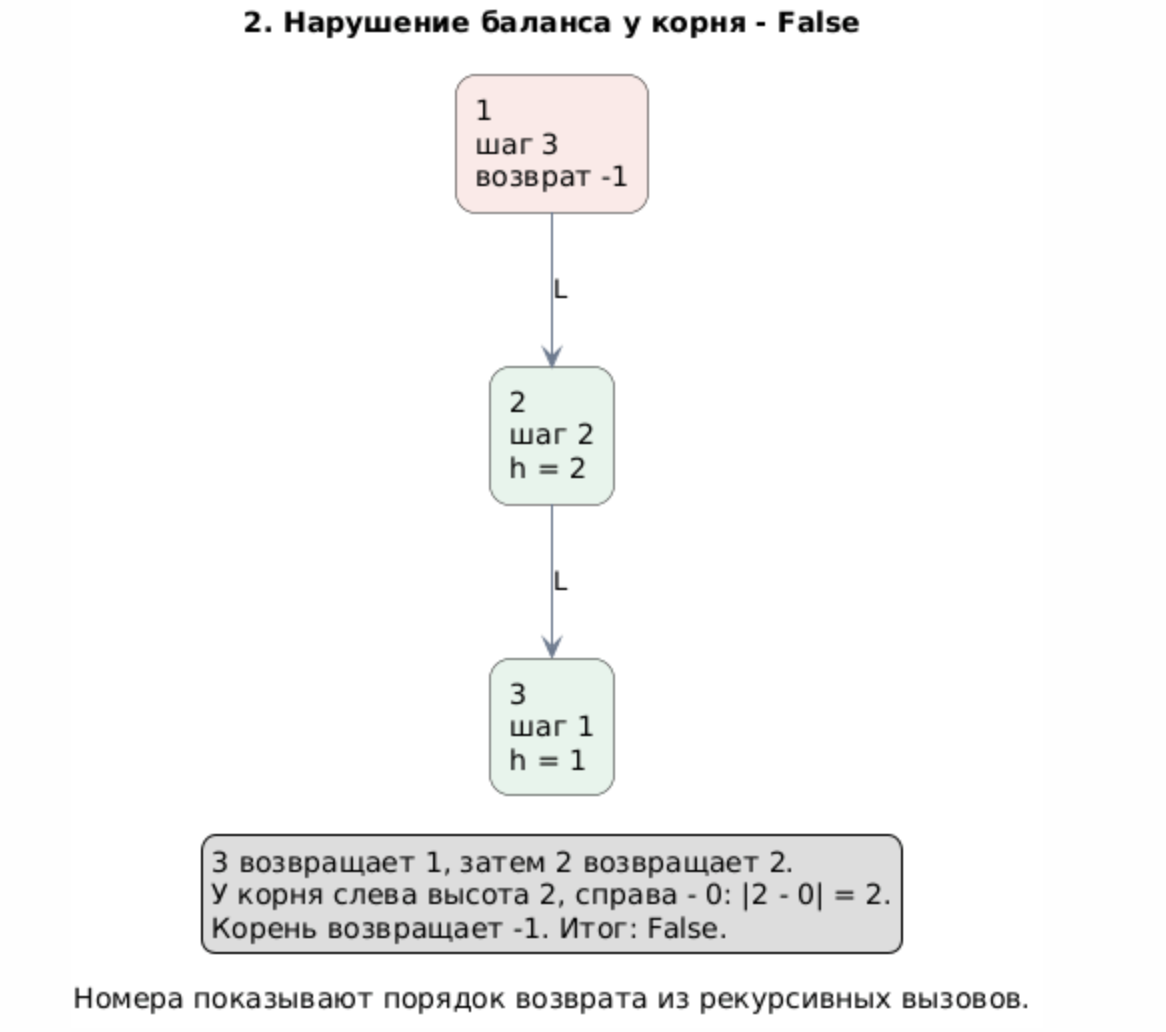 2. Нарушение баланса у корня - False
1
шаг 3
возврат -1
L
2
шаг 2
h = 2
L
3
шаг 1
h = 1
3 возвращает 1, затем 2 возвращает 2.
У корня слева высота 2, справа - 0: |2 - 0| = 2.
Корень возвращает -1. Итог: False.
Номера показывают порядок возврата из рекурсивных вызовов.